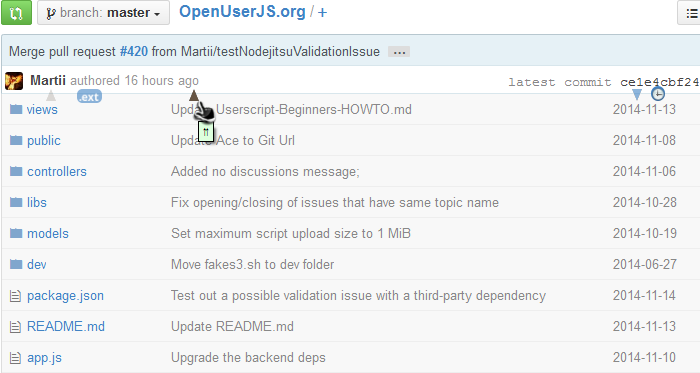 branch: master OpenUserJS.org / +
Merge pull request #420 from Martii/testNodejitsuValidationIssue ...
Martii authored 16 hours ago latest commit ce1e4cbf24
.ext
views Update Userscript-Beginners-HOWTO.md 2014-11-13
public Update Ace to Git Url 2014-11-08
controllers Added no discussions message; 2014-11-06
libs Fix opening/closing of issues that have same topic name 2014-10-28
models Set maximum script upload size to 1 MiB 2014-10-19
dev Move fakes3.sh to dev folder 2014-06-27
package.json Test out a possible validation issue with a third-party dependency 2014-11-14
README.md Update README.md 2014-11-13
app.js Upgrade the backend deps 2014-11-10